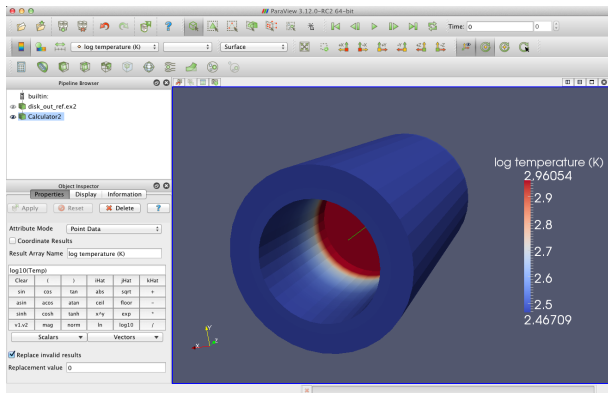 ParaView 3.12.0-RC2 64-bit
Time: 0
0
log temperature (K)
Surface
Pipeline Browser
builtin:
disk_out_ref.ex2
Calculator2
Object Inspector
Properties Display Information
Apply Reset Delete ?
Attribute Mode Point Data
Coordinate Results
Result Array Name log temperature (K)
log10(Temp)
Clear ( ) iHat jHat kHat
sin cos tan abs sqrt +
asin acos atan ceil floor -
sinh cosh tanh x^y exp *
v1.v2 mag norm ln log10 /
Scalars Vectors
Replace invalid results
Replacement value 0
log temperature (K)
2.96054
2.9
2.8
2.7
2.6
2.5
2.46709
Y
X
Z